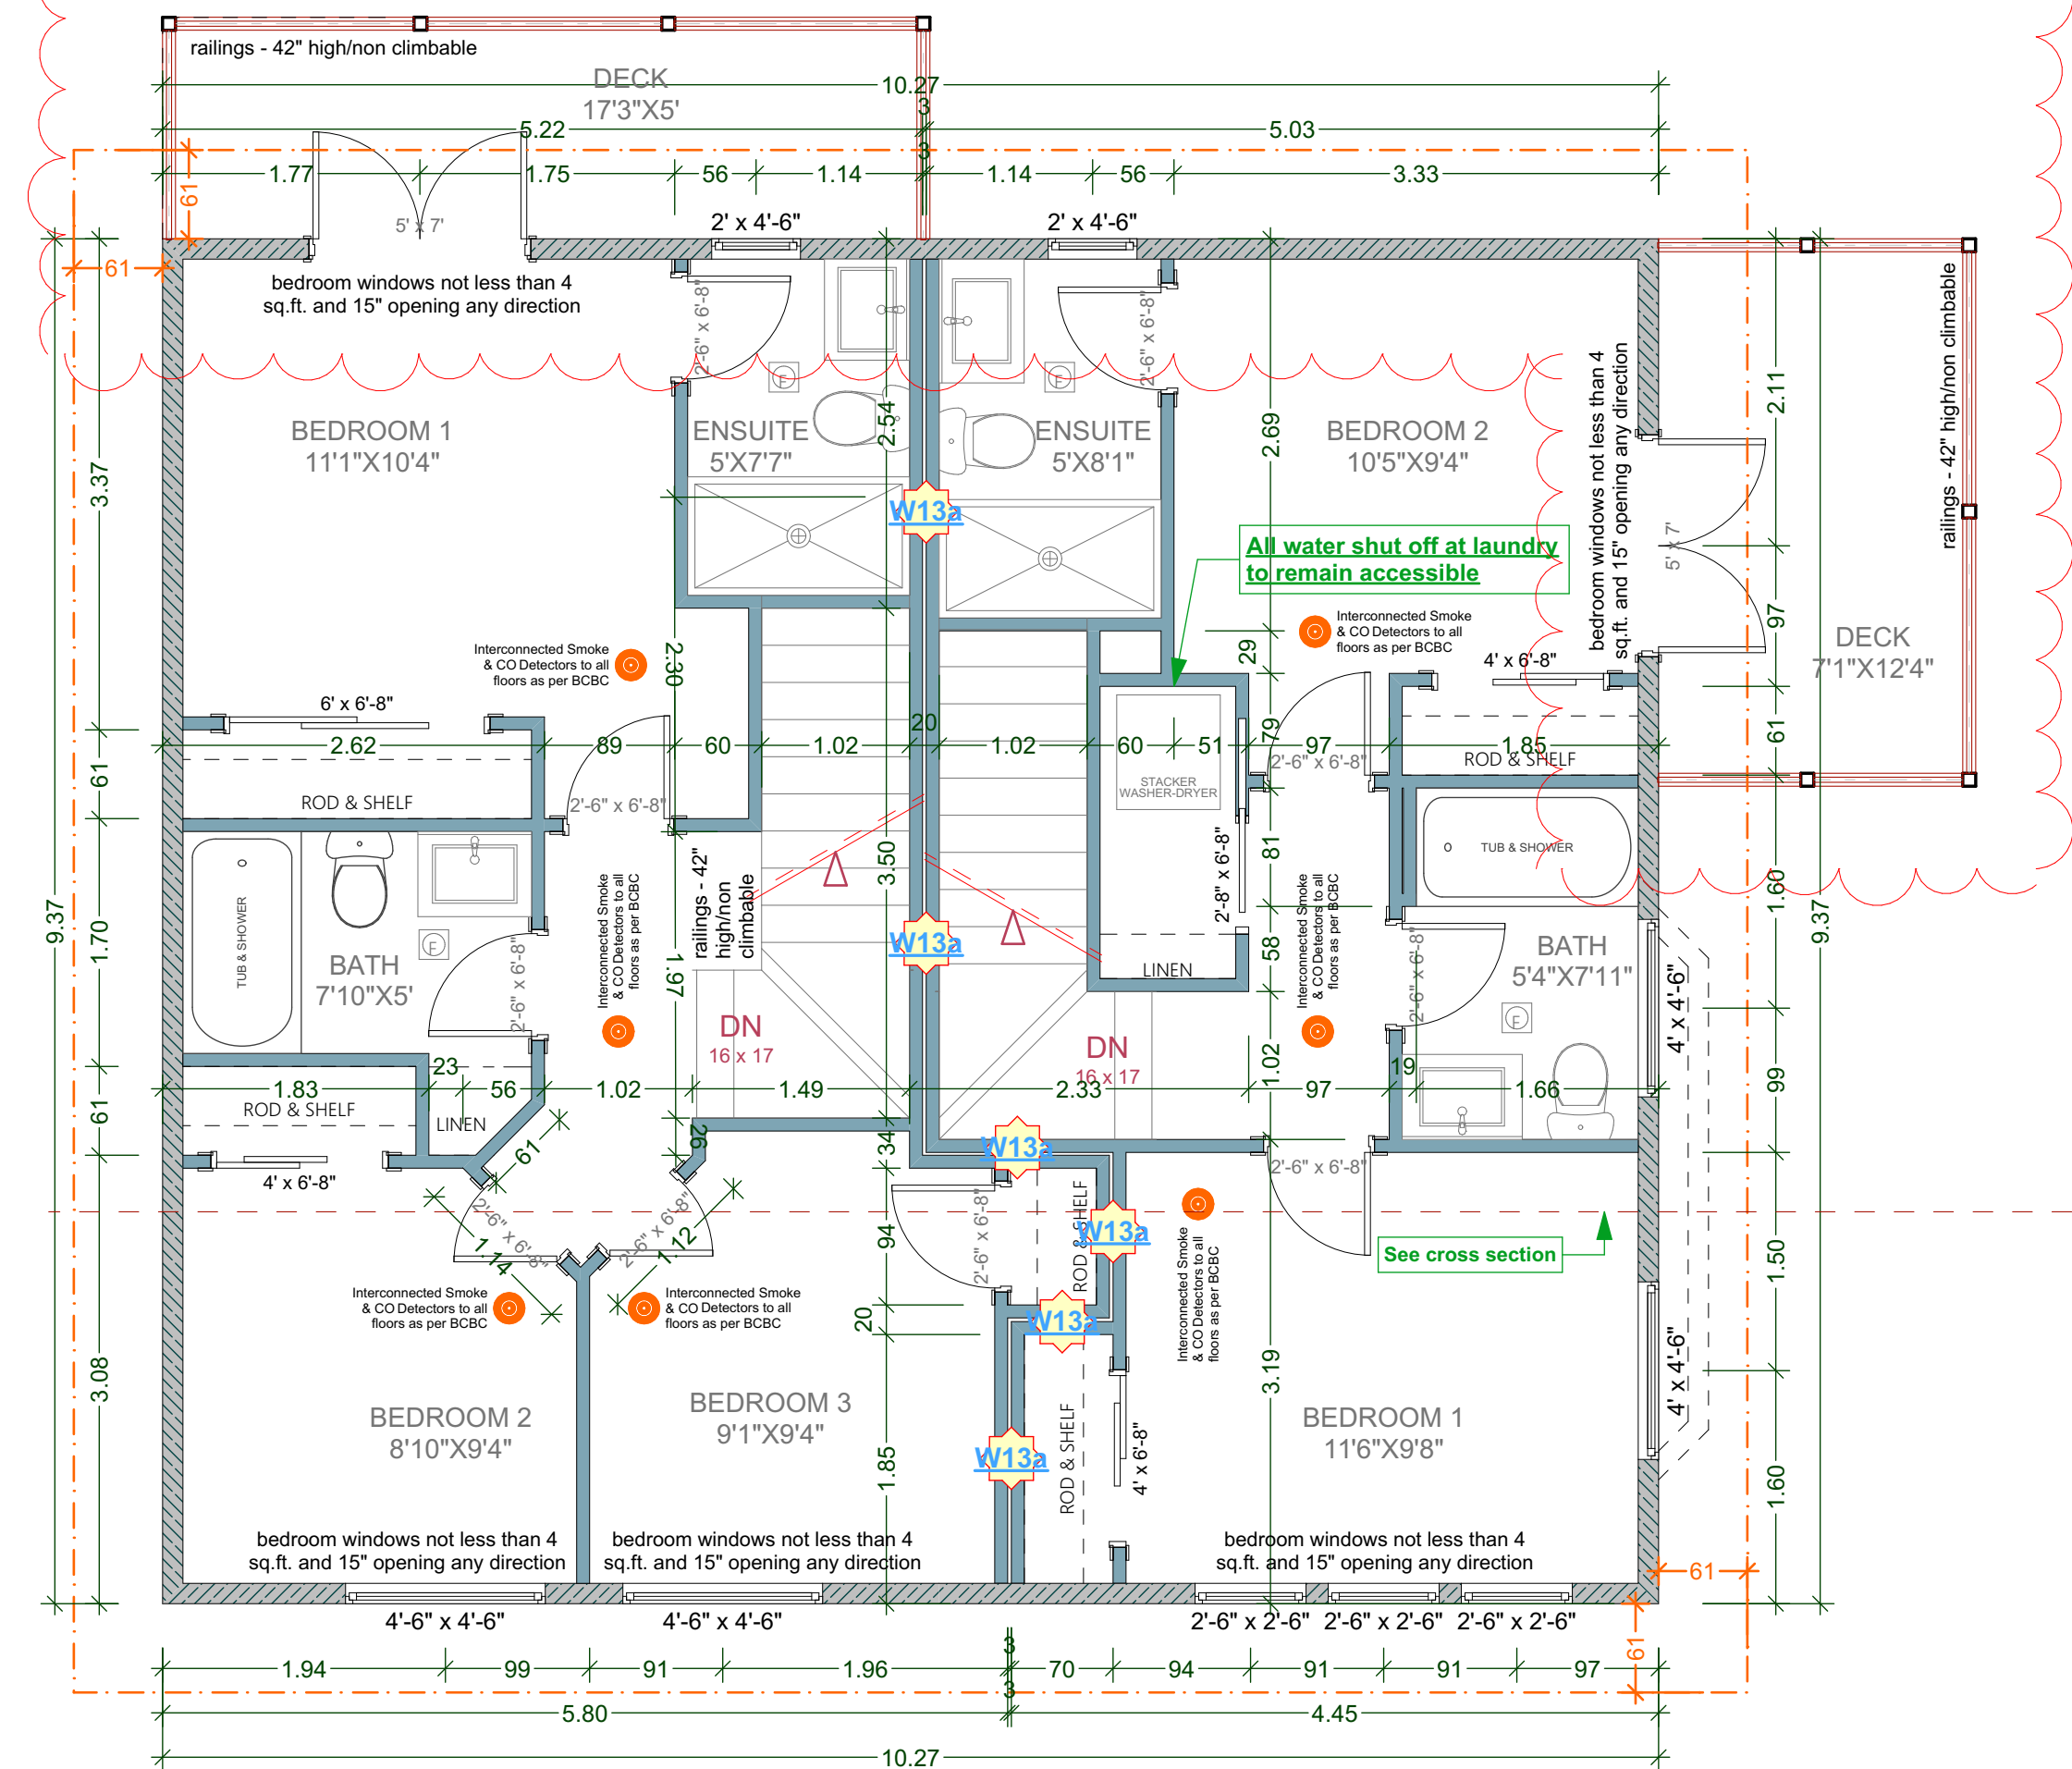 railings - 42" high/non climbable
DECK
17'3"X5'
10.27
3
5.22
5.03
3
61
1.77
1.75
56
1.14
1.14
56
3.33
5' x 7'
2' x 4'-6"
2' x 4'-6"
61
bedroom windows not less than 4
sq.ft. and 15" opening any direction
2'-6" x 6'-8"
2'-6" x 6'-8"
F
F
railings - 42" high/non climbable
bedroom windows not less than 4
sq.ft. and 15" opening any direction
2.11
BEDROOM 1
11'1"X10'4"
ENSUITE
5'X7'7"
2.54
ENSUITE
5'X8'1"
2.69
BEDROOM 2
10'5"X9'4"
3.37
W13a
All water shut off at laundry
to remain accessible
5' x 7'
97
DECK
7'1"X12'4"
Interconnected Smoke
& CO Detectors to all
floors as per BCBC
2.30
Interconnected Smoke
& CO Detectors to all
floors as per BCBC
29
4' x 6'-8"
6' x 6'-8"
20
79
61
2.62
89
60
1.02
1.02
60
51
97
1.85
ROD & SHELF
2'-6" x 6'-8"
STACKER
WASHER-DRYER
61
ROD & SHELF
2'-6" x 6'-8"
TUB & SHOWER
81
3.50
railings - 42"
high/non
climbable
2'-8" x 6'-8"
1.60
9.37
1.70
TUB & SHOWER
F
BATH
7'10"X5'
2'-6" x 6'-8"
Interconnected Smoke
& CO Detectors to all
floors as per BCBC
1.97
W13a
LINEN
58
Interconnected Smoke
& CO Detectors to all
floors as per BCBC
2'-6" x 6'-8"
BATH
5'4"X7'11"
F
4' x 4'-6"
9.37
DN
16 x 17
DN
16 x 17
1.02
19
99
23
1.83
56
1.02
1.49
2.33
97
1.66
61
ROD & SHELF
LINEN
61
26
34
W13a
2'-6" x 6'-8"
4' x 6'-8"
2'-6" x 6'-8"
1.14
2'-6" x 6'-8"
1.12
94
2'-6" x 6'-8"
ROD & SHELF
W13a
See cross section
1.50
Interconnected Smoke
& CO Detectors to all
floors as per BCBC
Interconnected Smoke
& CO Detectors to all
floors as per BCBC
20
W13a
Interconnected Smoke
& CO Detectors to all
floors as per BCBC
3.08
3.19
4' x 4'-6"
BEDROOM 2
8'10"X9'4"
BEDROOM 3
9'1"X9'4"
1.85
W13a
ROD & SHELF
4' x 6'-8"
BEDROOM 1
11'6"X9'8"
1.60
bedroom windows not less than 4
sq.ft. and 15" opening any direction
bedroom windows not less than 4
sq.ft. and 15" opening any direction
bedroom windows not less than 4
sq.ft. and 15" opening any direction
61
4'-6" x 4'-6"
4'-6" x 4'-6"
2'-6" x 2'-6"
2'-6" x 2'-6"
2'-6" x 2'-6"
61
3
1.94
99
91
1.96
70
94
91
91
97
3
5.80
4.45
10.27